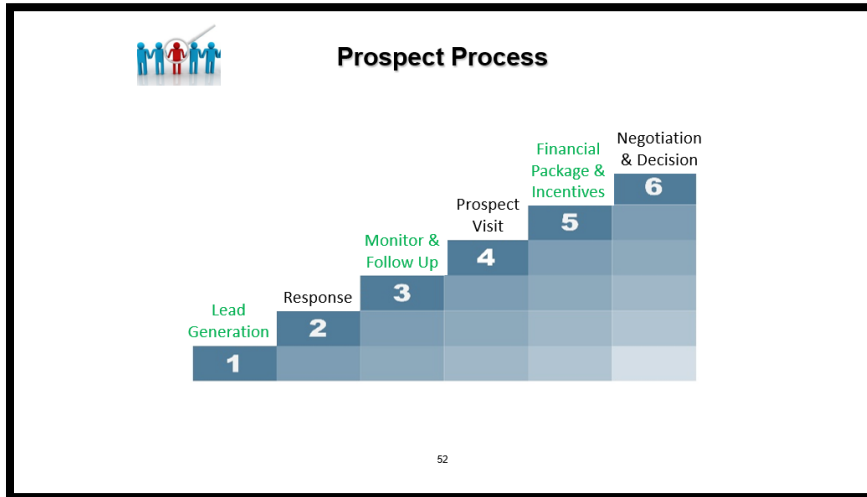 Prospect Process
Lead
Generation
1
Response
2
Monitor &
Follow Up
3
Prospect
Visit
4
Financial
Package &
Incentives
5
Negotiation
& Decision
6
52